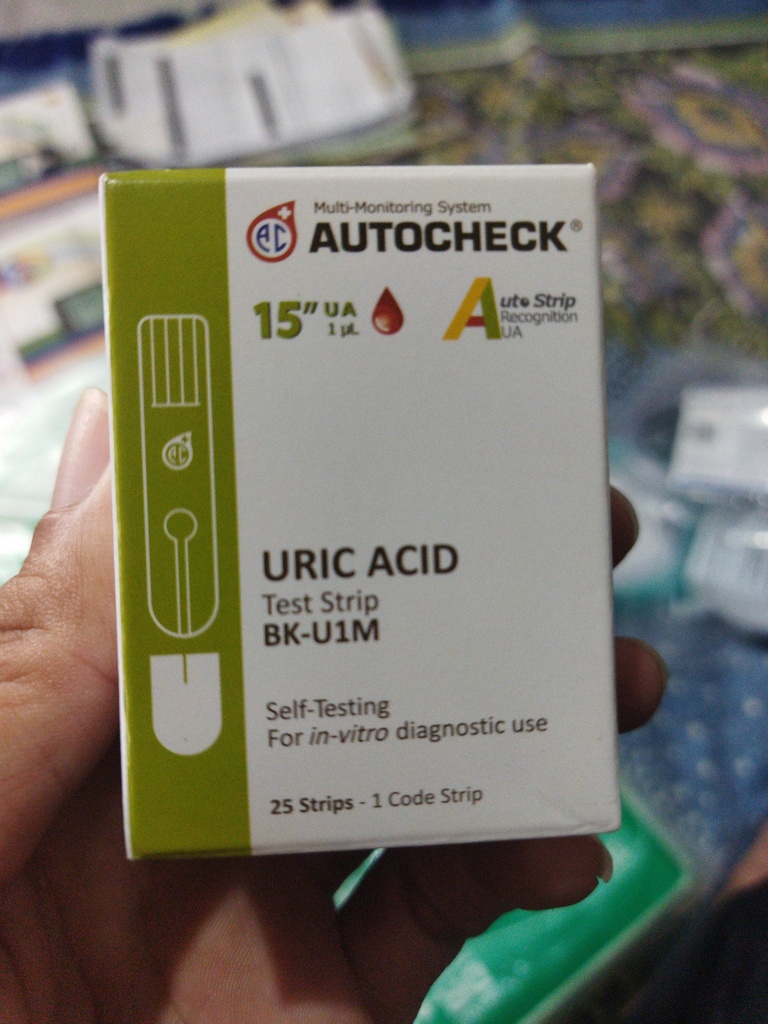 Multi-Monitoring System
AUTOCHECK®
15" UA
1 µL
Auto Strip
Recognition
UA
URIC ACID
Test Strip
BK-U1M
Self-Testing
For in-vitro diagnostic use
25 Strips - 1 Code Strip